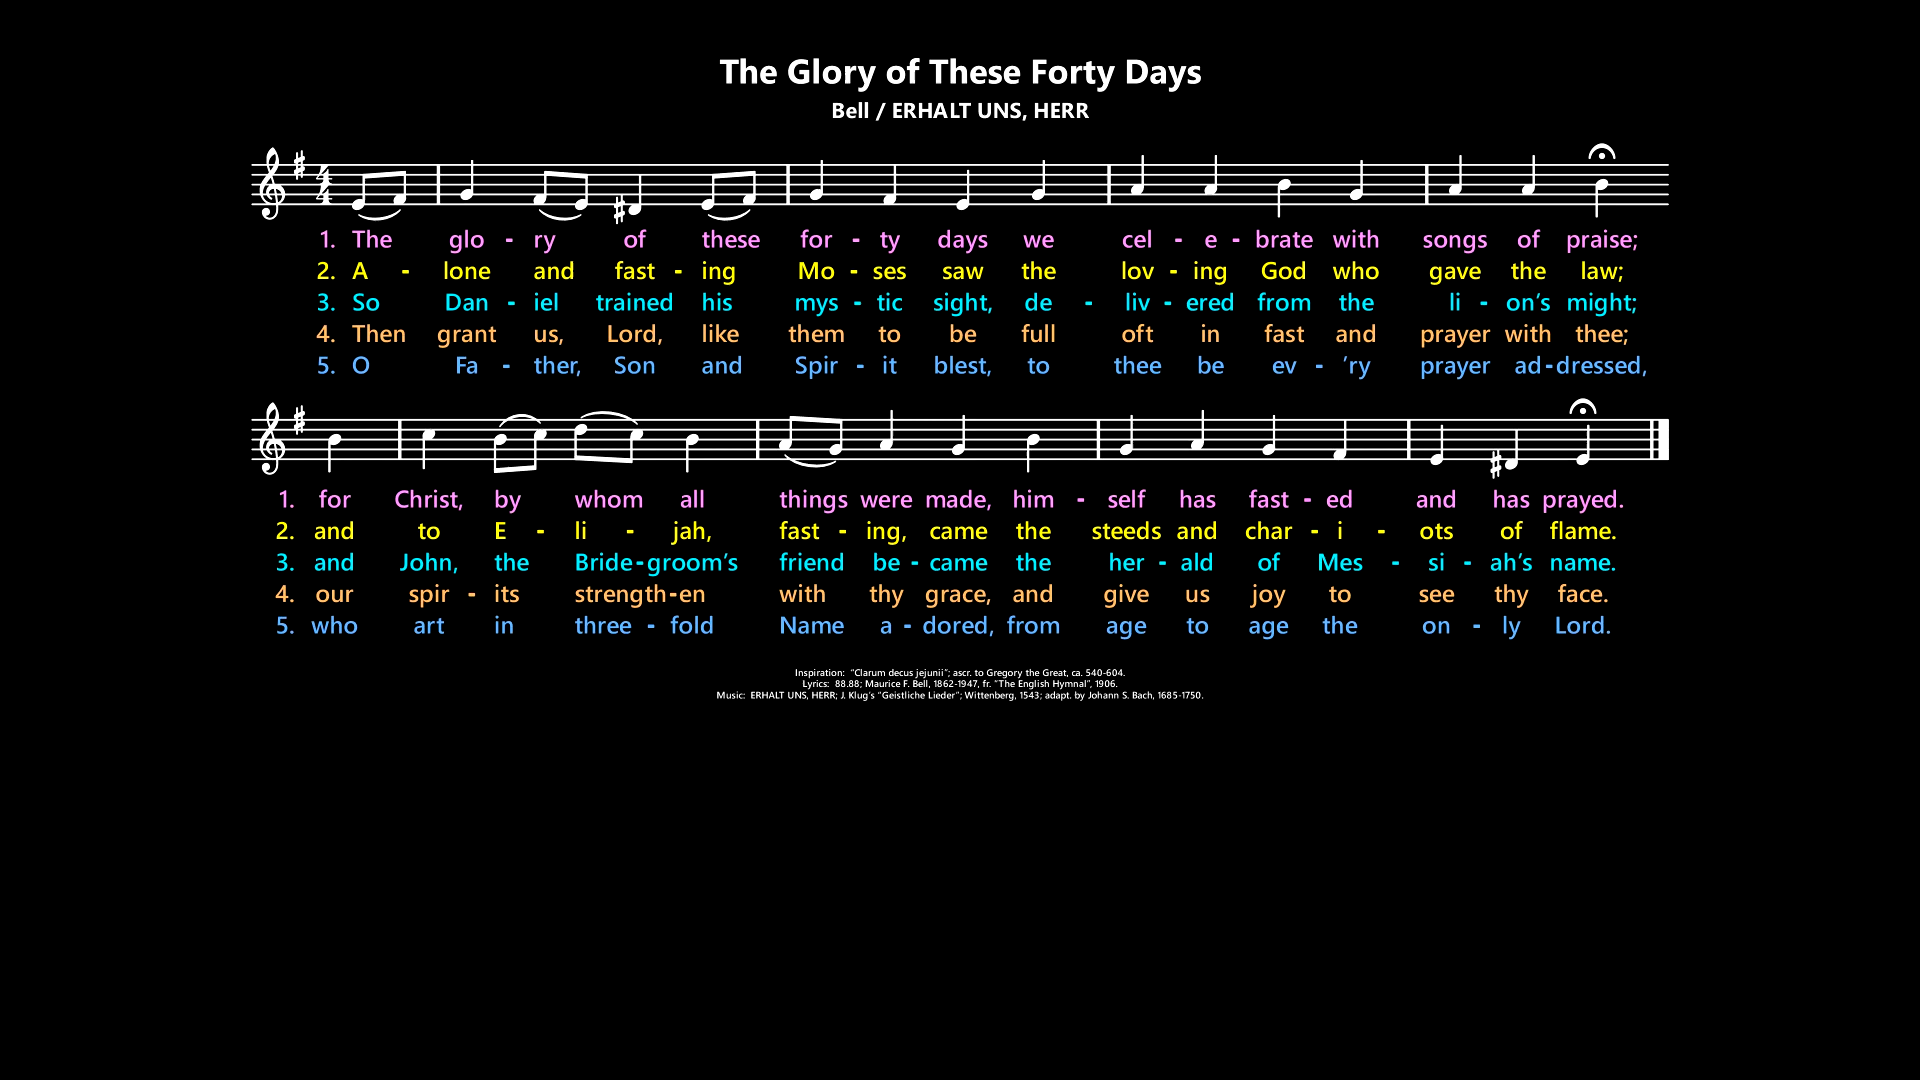 The Glory of These Forty Days
Bell / ERHALT UNS, HERR
1. The glo - ry of these for - ty days we cel - e - brate with songs of praise;
2. A - lone and fast - ing Mo - ses saw the lov - ing God who gave the law;
3. So Dan - iel trained his mys - tic sight, de - liv - ered from the li - on's might;
4. Then grant us, Lord, like them to be full oft in fast and prayer with thee;
5. O Fa - ther, Son and Spir - it blest, to thee be ev - 'ry prayer ad-dressed,
1. for Christ, by whom all things were made, him - self has fast - ed and has prayed.
2. and to E - li - jah, fast - ing, came the steeds and char - i - ots of flame.
3. and John, the Bride-groom's friend be - came the her - ald of Mes - si - ah's name.
4. our spir - its strength-en with thy grace, and give us joy to see thy face.
5. who art in three - fold Name a - dored, from age to age the on - ly Lord.
Inspiration: "Clarum decus jejunii"; ascr. to Gregory the Great, ca. 540-604.
Lyrics: 88.88; Maurice F. Bell, 1862-1947, fr. "The English Hymnal", 1906.
Music: ERHALT UNS, HERR; J. Klug's "Geistliche Lieder"; Wittenberg, 1543; adapt. by Johann S. Bach, 1685-1750.